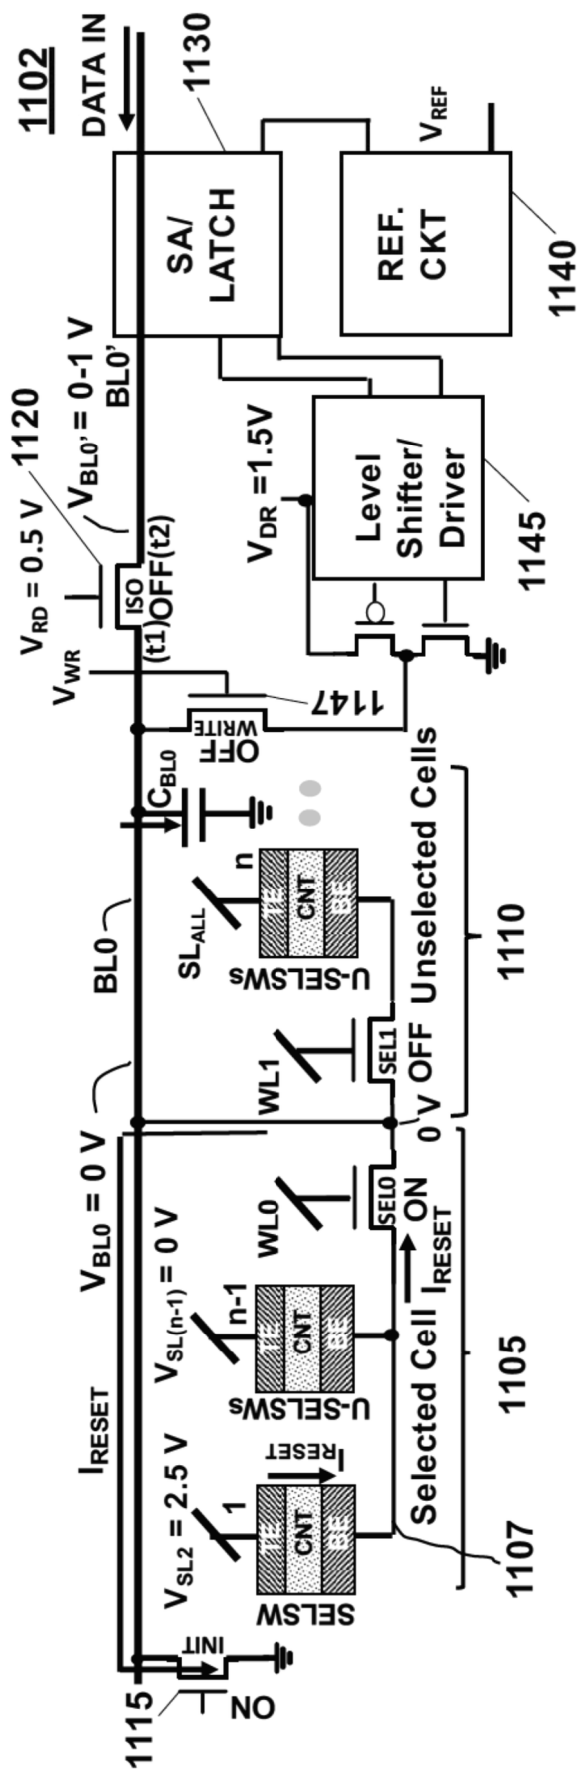 1102
DATA IN
1130
SA/
LATCH
V_REF
REF.
CKT
1140
V_RD = 0.5 V
1120
V_BL0' = 0-1 V
BL0'
ISO
(t1)OFF(t2)
V_DR =1.5V
Level
Shifter/
Driver
1145
V_WR
WRITE
OFF
1147
C_BL0
BL0
SL_ALL
n
TE
CNT
BE
U-SELSWs
Unselected Cells
1110
WL1
SEL1
OFF
V_BL0 = 0 V
0 V
WL0
SEL0
ON
I_RESET
V_SL(n-1) = 0 V
n-1
TE
CNT
BE
U-SELSWs
Selected Cell
1105
I_RESET
V_SL2 = 2.5 V
1
TE
CNT
BE
I_RESET
SELSW
1107
INIT
1115
ON